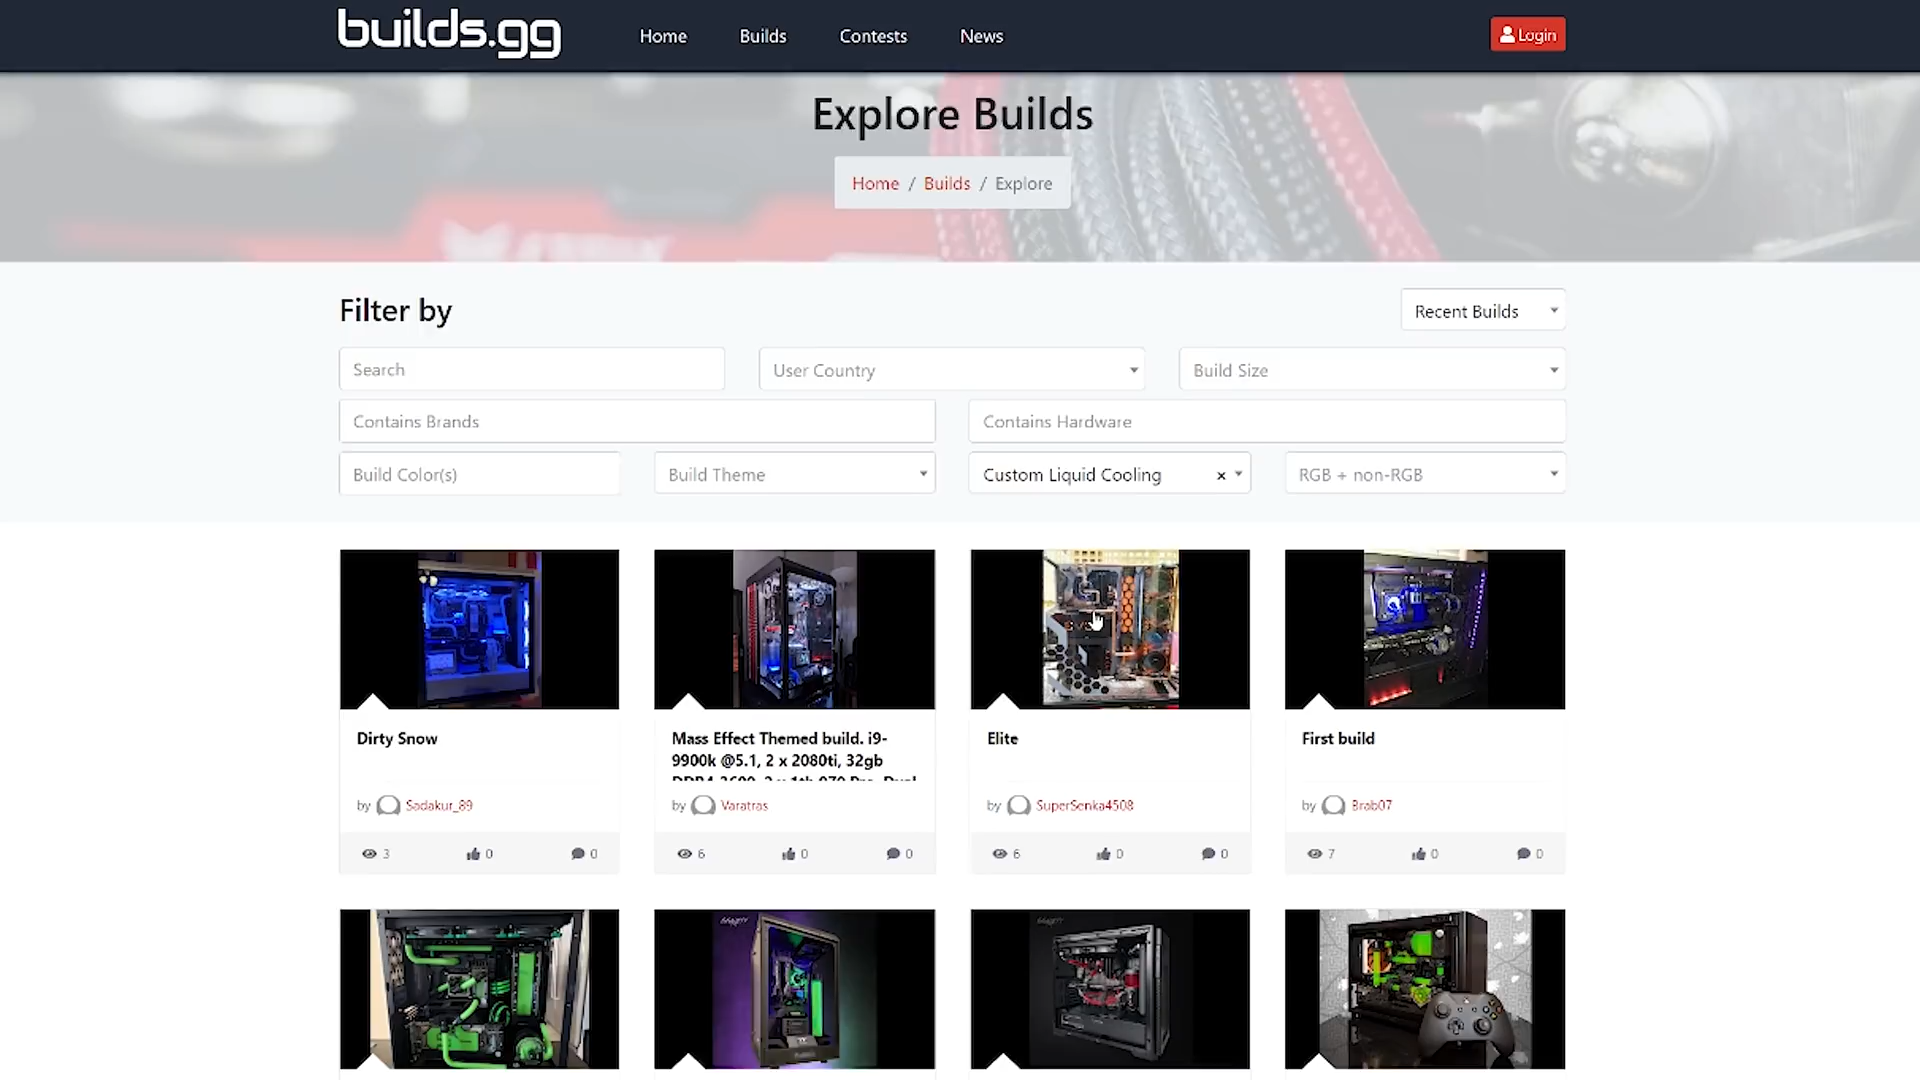 builds.gg
Home Builds Contests News
Login
Explore Builds
Home / Builds / Explore
Filter by
Recent Builds
Search
User Country
Build Size
Contains Brands
Contains Hardware
Build Color(s)
Build Theme
Custom Liquid Cooling ×
RGB + non-RGB
Dirty Snow
by Sadakur_89
3 0 0
Mass Effect Themed build. i9-
9900k @5.1, 2 x 2080ti, 32gb
by Varatras
6 0 0
Elite
by SuperSenka4508
6 0 0
First build
by Brab07
7 0 0